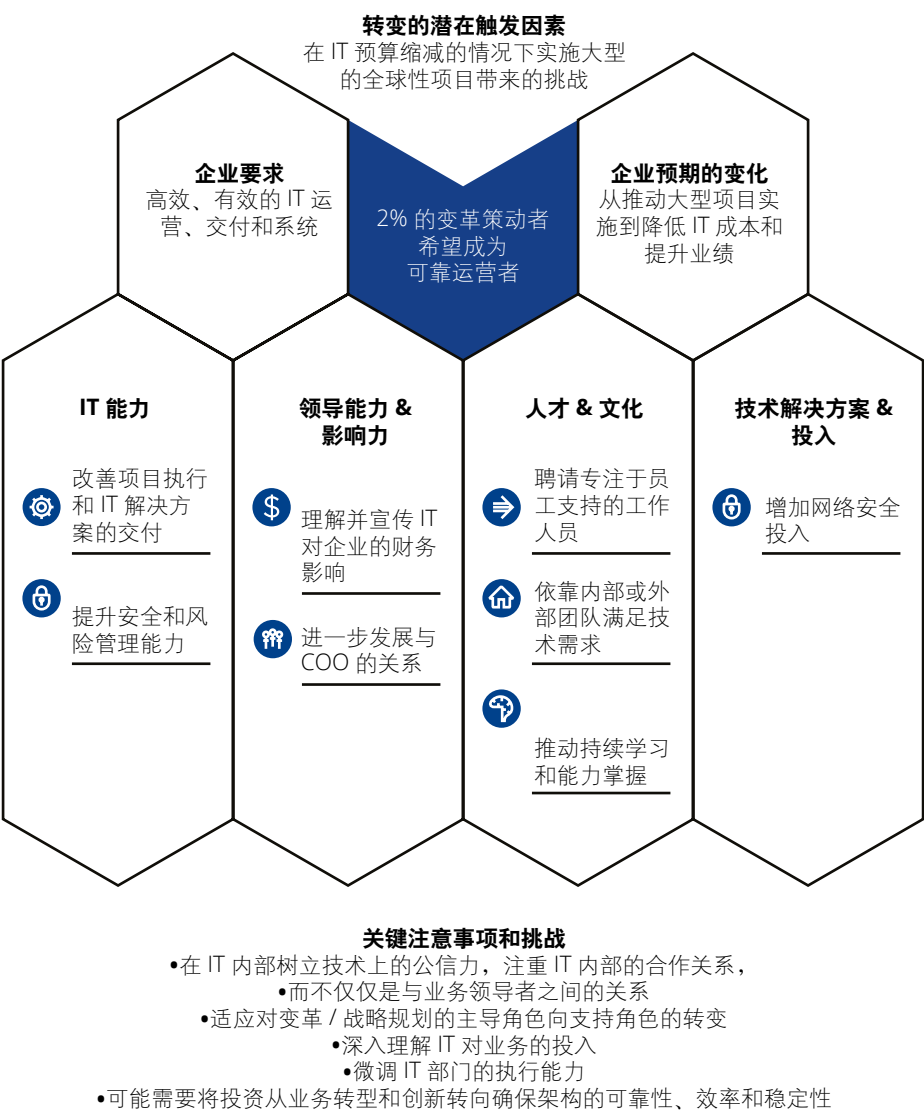 转变的潜在触发因素
在 IT 预算缩减的情况下实施大型
的全球性项目带来的挑战
企业要求
高效、有效的 IT 运
营、交付和系统
2% 的变革策动者
希望成为
可靠运营者
企业预期的变化
从推动大型项目实
施到降低 IT 成本和
提升业绩
IT 能力
改善项目执行
和 IT 解决方
案的交付
提升安全和风
险管理能力
领导能力 &
影响力
$
理解并宣传 IT
对企业的财务
影响
进一步发展与
COO 的关系
人才 & 文化
聘请专注于员
工支持的工作
人员
依靠内部或外
部团队满足技
术需求
推动持续学习
和能力掌握
技术解决方案 &
投入
增加网络安全
投入
关键注意事项和挑战
•在 IT 内部树立技术上的公信力，注重 IT 内部的合作关系，
•而不仅仅是与业务领导者之间的关系
•适应对变革 / 战略规划的主导角色向支持角色的转变
•深入理解 IT 对业务的投入
•微调 IT 部门的执行能力
•可能需要将投资从业务转型和创新转向确保架构的可靠性、效率和稳定性